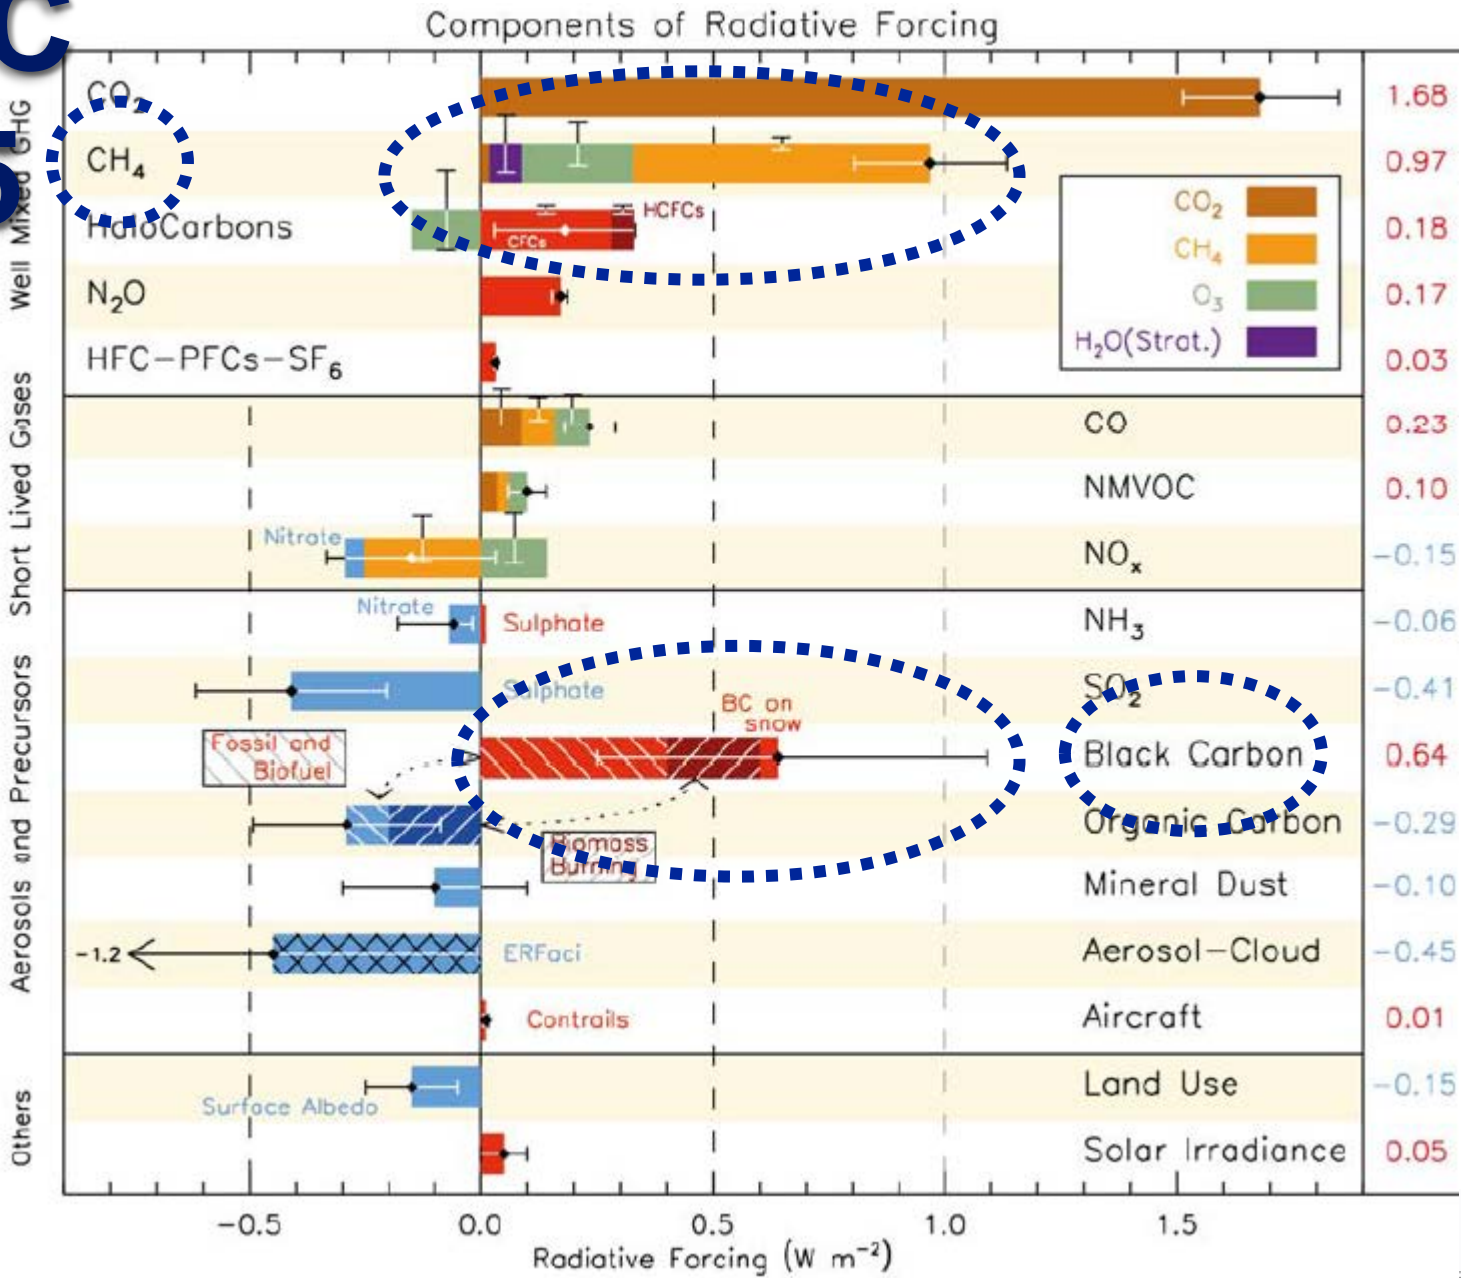 Components of Radiative Forcing
C
5
Well Mixed GHG
CO₂ 1.68
CH₄ 0.97
HaloCarbons CFCs HCFCs 0.18
N₂O 0.17
HFC-PFCs-SF₆ 0.03
CO₂
CH₄
O₃
H₂O(Strat.)
Short Lived Gases
CO 0.23
NMVOC 0.10
Nitrate NOₓ -0.15
Aerosols and Precursors
Nitrate Sulphate NH₃ -0.06
Sulphate SO₂ -0.41
BC on
snow
Black Carbon 0.64
Fossil and
Biofuel
Organic Carbon -0.29
Biomass
Burning
Mineral Dust -0.10
-1.2 ERFaci Aerosol-Cloud -0.45
Contrails Aircraft 0.01
Others
Surface Albedo Land Use -0.15
Solar Irradiance 0.05
-0.5 0.0 0.5 1.0 1.5
Radiative Forcing (W m⁻²)